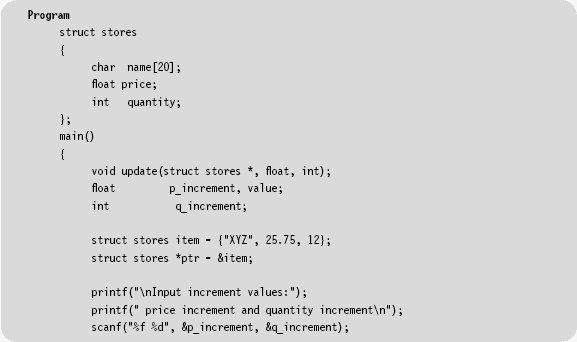 Program
struct stores
{
char name[20];
float price;
int quantity;
};
main()
{
void update(struct stores *, float, int);
float p_increment, value;
int q_increment;
struct stores item = {"XYZ", 25.75, 12};
struct stores *ptr = &item;
printf("\nInput increment values:");
printf(" price increment and quantity increment\n");
scanf("%f %d", &p_increment, &q_increment);